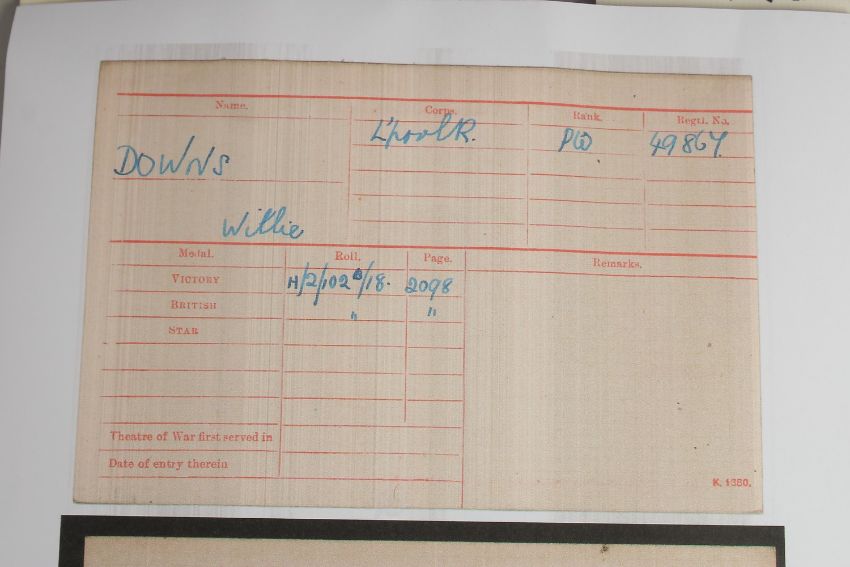 Name. Corps. Rank. Regtl. No.
DOWNS L'pool R. Pte 49867.
Willie
Medal. Roll. Page. Remarks.
VICTORY H/2/102B/18. 2098
BRITISH " "
STAR
Theatre of War first served in
Date of entry therein
K. 1380.